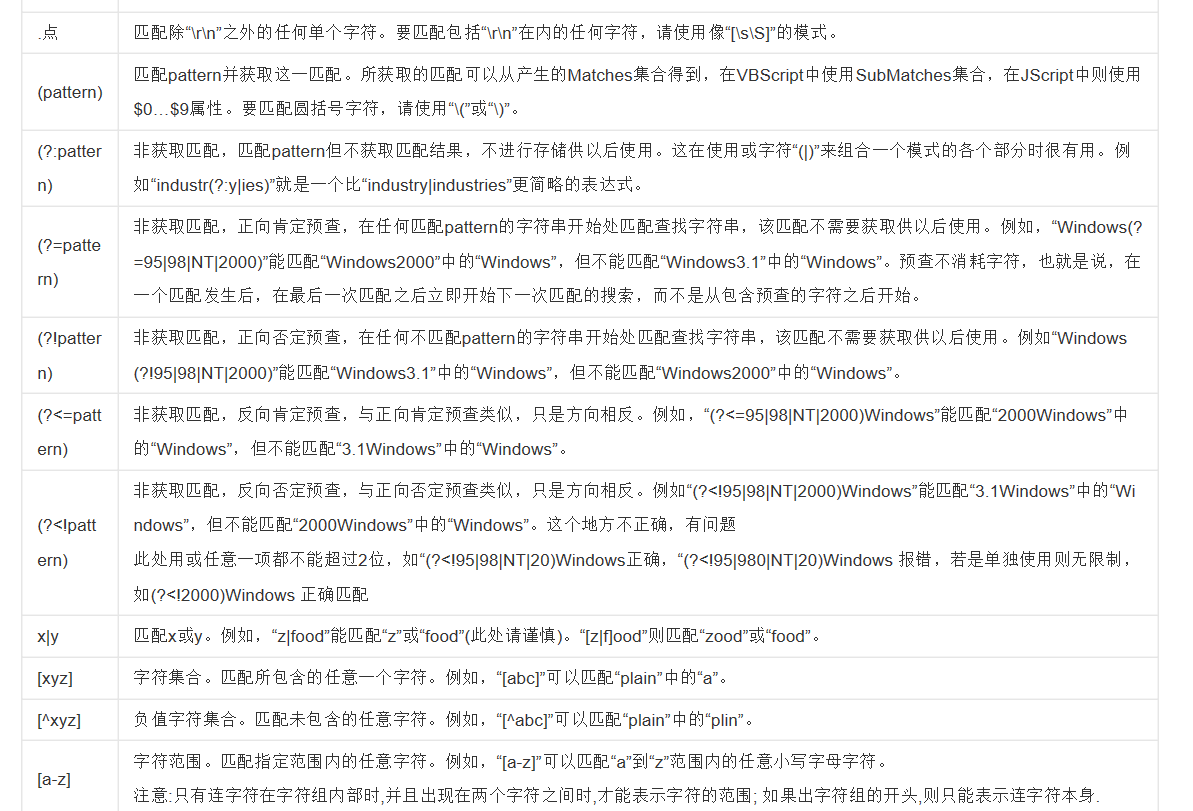 .点
匹配除“\r\n”之外的任何单个字符。要匹配包括“\r\n”在内的任何字符，请使用像“[\s\S]”的模式。
(pattern)
匹配pattern并获取这一匹配。所获取的匹配可以从产生的Matches集合得到，在VBScript中使用SubMatches集合，在JScript中则使用
$0…$9属性。要匹配圆括号字符，请使用“\(”或“\)”。
(?:patter
n)
非获取匹配，匹配pattern但不获取匹配结果，不进行存储供以后使用。这在使用或字符“(|)”来组合一个模式的各个部分时很有用。例
如“industr(?:y|ies)”就是一个比“industry|industries”更简略的表达式。
(?=patte
rn)
非获取匹配，正向肯定预查，在任何匹配pattern的字符串开始处匹配查找字符串，该匹配不需要获取供以后使用。例如，“Windows(?
=95|98|NT|2000)”能匹配“Windows2000”中的“Windows”，但不能匹配“Windows3.1”中的“Windows”。预查不消耗字符，也就是说，在
一个匹配发生后，在最后一次匹配之后立即开始下一次匹配的搜索，而不是从包含预查的字符之后开始。
(?!patter
n)
非获取匹配，正向否定预查，在任何不匹配pattern的字符串开始处匹配查找字符串，该匹配不需要获取供以后使用。例如“Windows
(?!95|98|NT|2000)”能匹配“Windows3.1”中的“Windows”，但不能匹配“Windows2000”中的“Windows”。
(?<=patt
ern)
非获取匹配，反向肯定预查，与正向肯定预查类似，只是方向相反。例如，“(?<=95|98|NT|2000)Windows”能匹配“2000Windows”中
的“Windows”，但不能匹配“3.1Windows”中的“Windows”。
(?<!patt
ern)
非获取匹配，反向否定预查，与正向否定预查类似，只是方向相反。例如“(?<!95|98|NT|2000)Windows”能匹配“3.1Windows”中的“Wi
ndows”，但不能匹配“2000Windows”中的“Windows”。这个地方不正确，有问题
此处用或任意一项都不能超过2位，如“(?<!95|98|NT|20)Windows正确，“(?<!95|980|NT|20)Windows 报错，若是单独使用则无限制，
如(?<!2000)Windows 正确匹配
x|y
匹配x或y。例如，“z|food”能匹配“z”或“food”(此处请谨慎)。“[z|f]ood”则匹配“zood”或“food”。
[xyz]
字符集合。匹配所包含的任意一个字符。例如，“[abc]”可以匹配“plain”中的“a”。
[^xyz]
负值字符集合。匹配未包含的任意字符。例如，“[^abc]”可以匹配“plain”中的“plin”。
[a-z]
字符范围。匹配指定范围内的任意字符。例如，“[a-z]”可以匹配“a”到“z”范围内的任意小写字母字符。
注意:只有连字符在字符组内部时,并且出现在两个字符之间时,才能表示字符的范围; 如果出字符组的开头,则只能表示连字符本身.